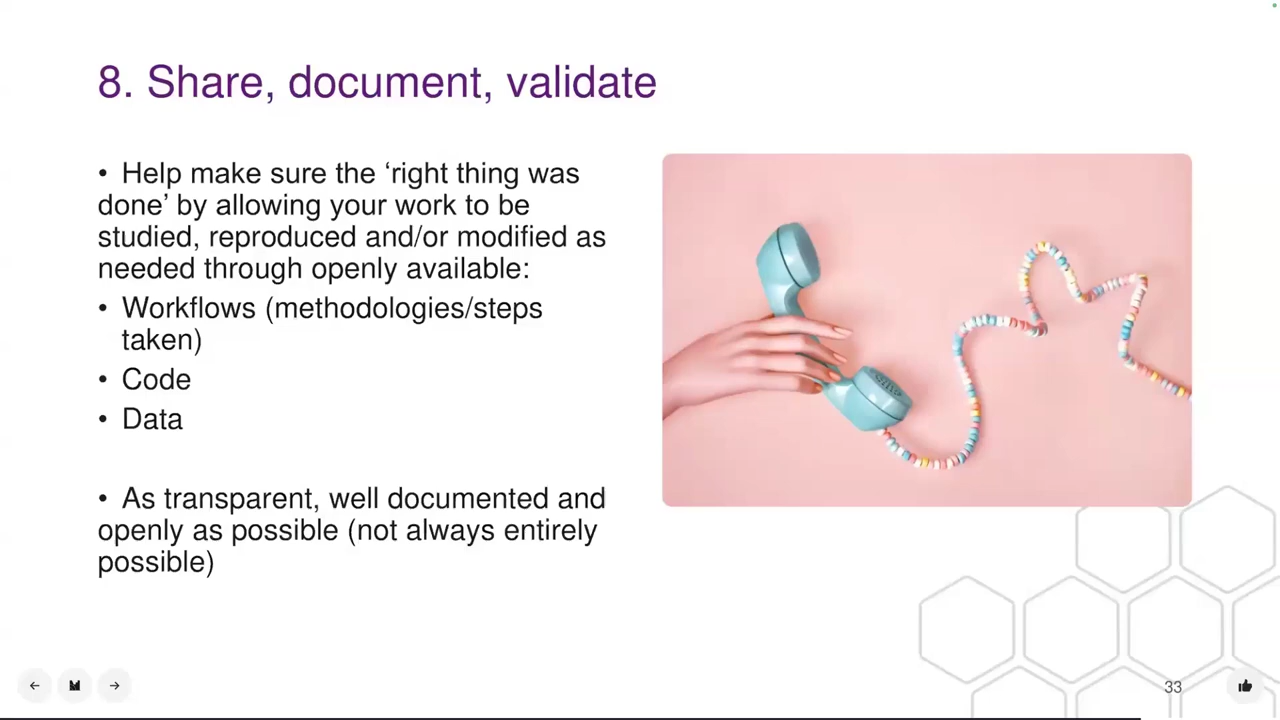 8. Share, document, validate
• Help make sure the ‘right thing was
done’ by allowing your work to be
studied, reproduced and/or modified as
needed through openly available:
• Workflows (methodologies/steps
taken)
• Code
• Data
• As transparent, well documented and
openly as possible (not always entirely
possible)
33